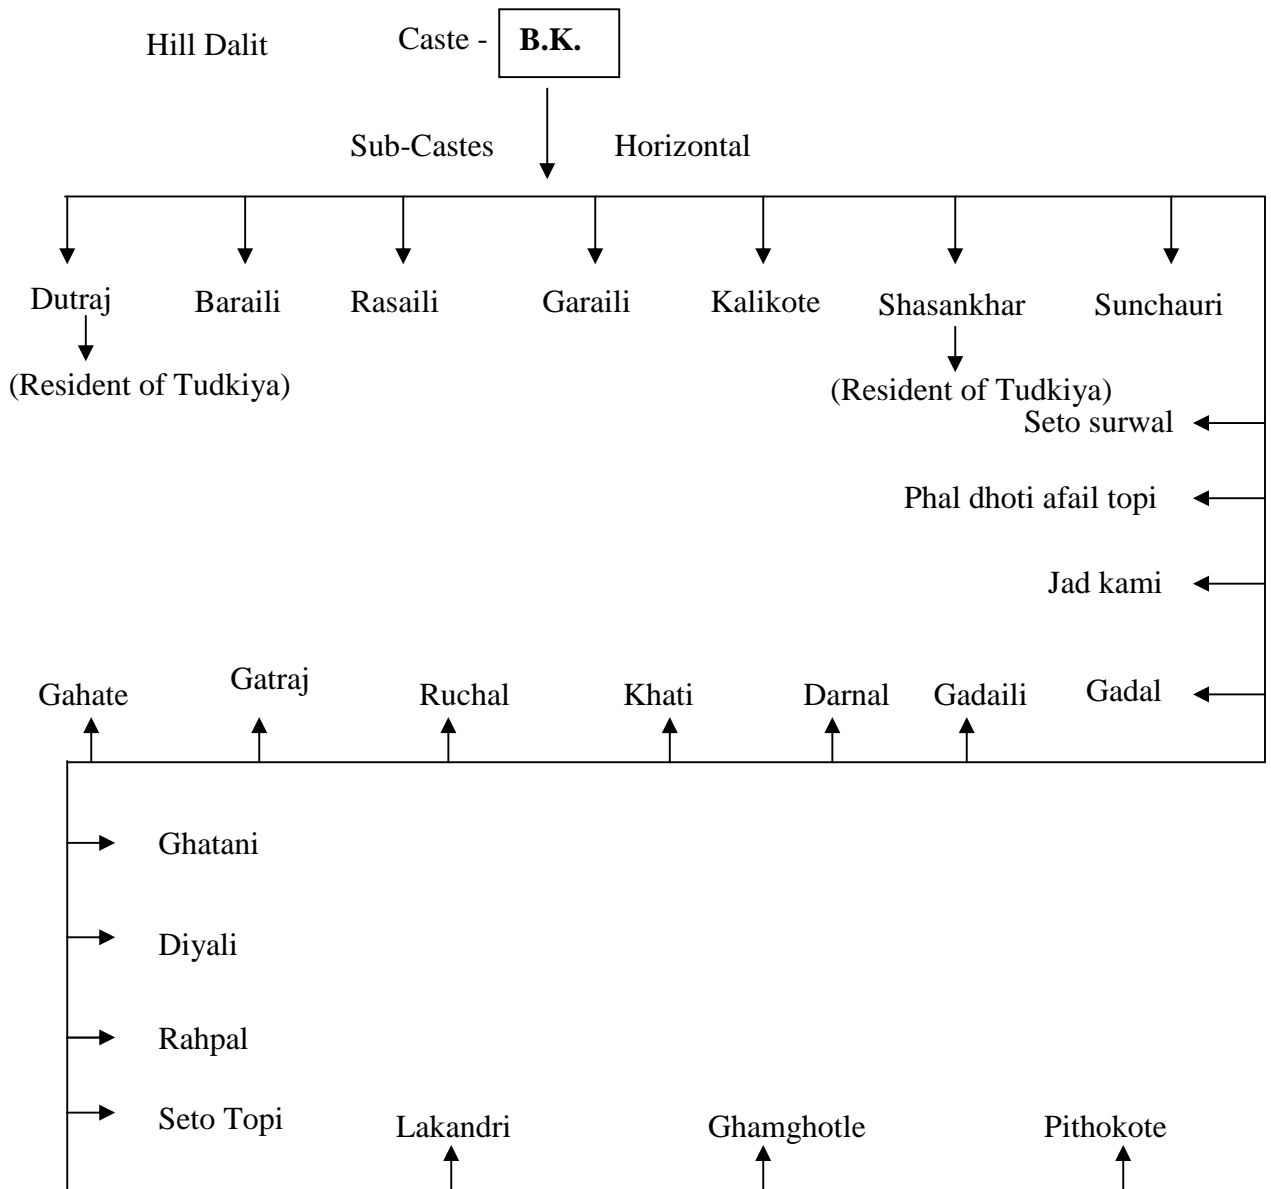 Hill Dalit Caste - B.K.
Sub-Castes Horizontal
Dutraj Baraili Rasaili Garaili Kalikote Shasankhar Sunchauri
(Resident of Tudkiya) (Resident of Tudkiya)
Seto surwal
Phal dhoti afail topi
Jad kami
Gahate Gatraj Ruchal Khati Darnal Gadaili Gadal
Ghatani
Diyali
Rahpal
Seto Topi Lakandri Ghamghotle Pithokote